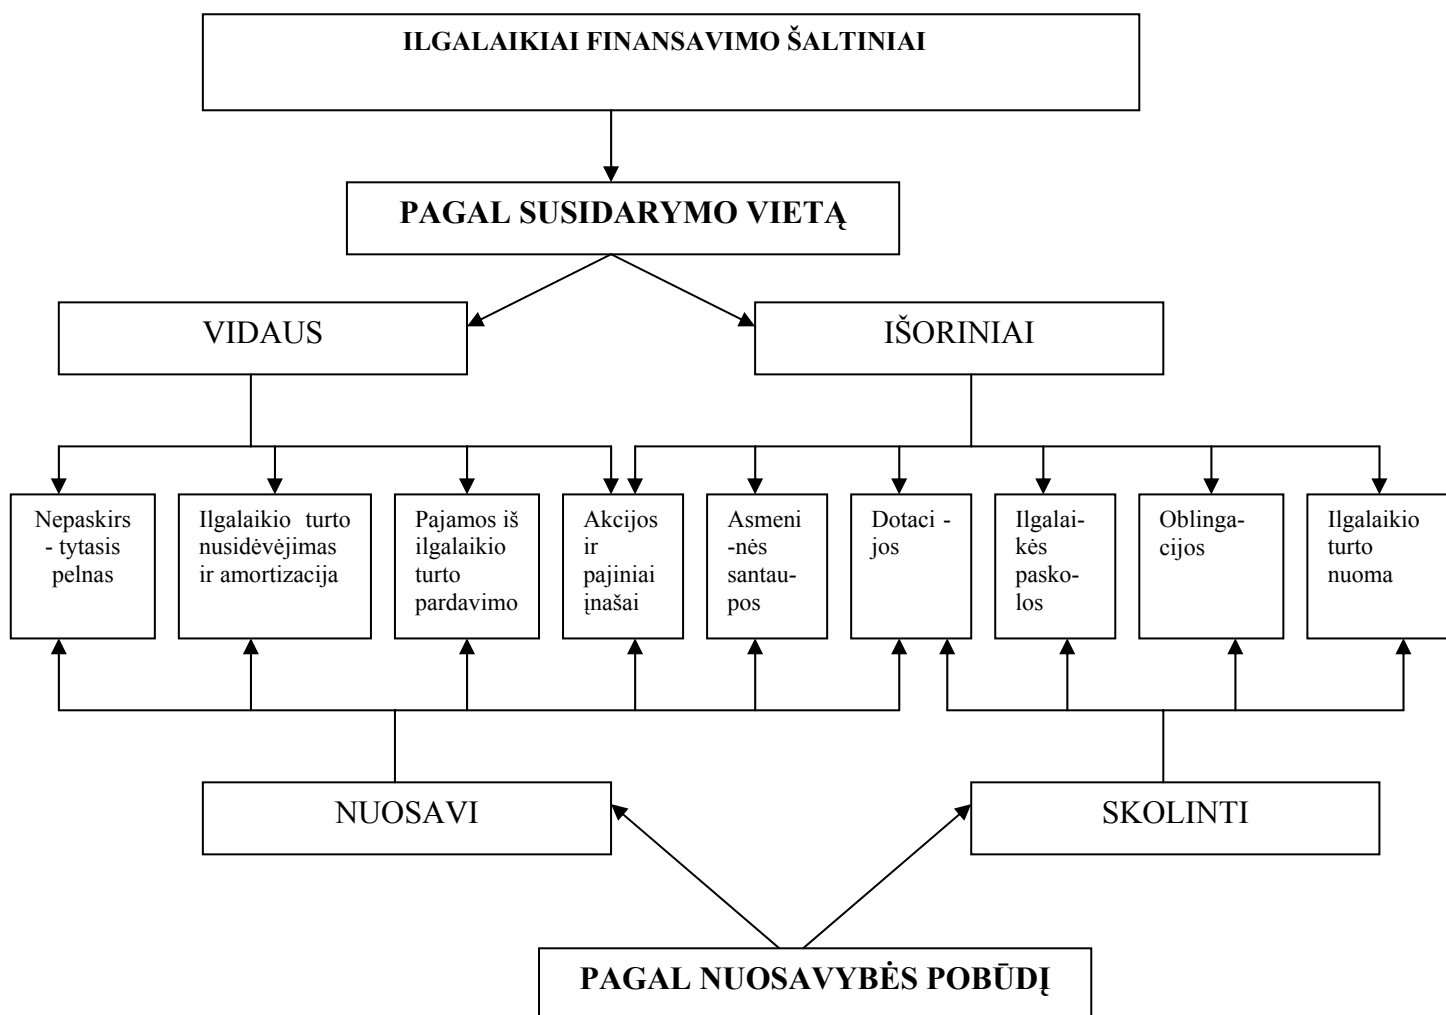 ILGALAIKIAI FINANSAVIMO ŠALTINIAI
PAGAL SUSIDARYMO VIETĄ
VIDAUS
IŠORINIAI
Nepaskirs
- tytasis
pelnas
Ilgalaikio turto
nusidėvėjimas
ir amortizacija
Pajamos iš
ilgalaikio
turto
pardavimo
Akcijos
ir
pajiniai
įnašai
Asmeni
-nės
santau-
pos
Dotaci -
jos
Ilgalai-
kės
pasko-
los
Oblinga-
cijos
Ilgalaikio
turto
nuoma
NUOSAVI
SKOLINTI
PAGAL NUOSAVYBĖS POBŪDĮ